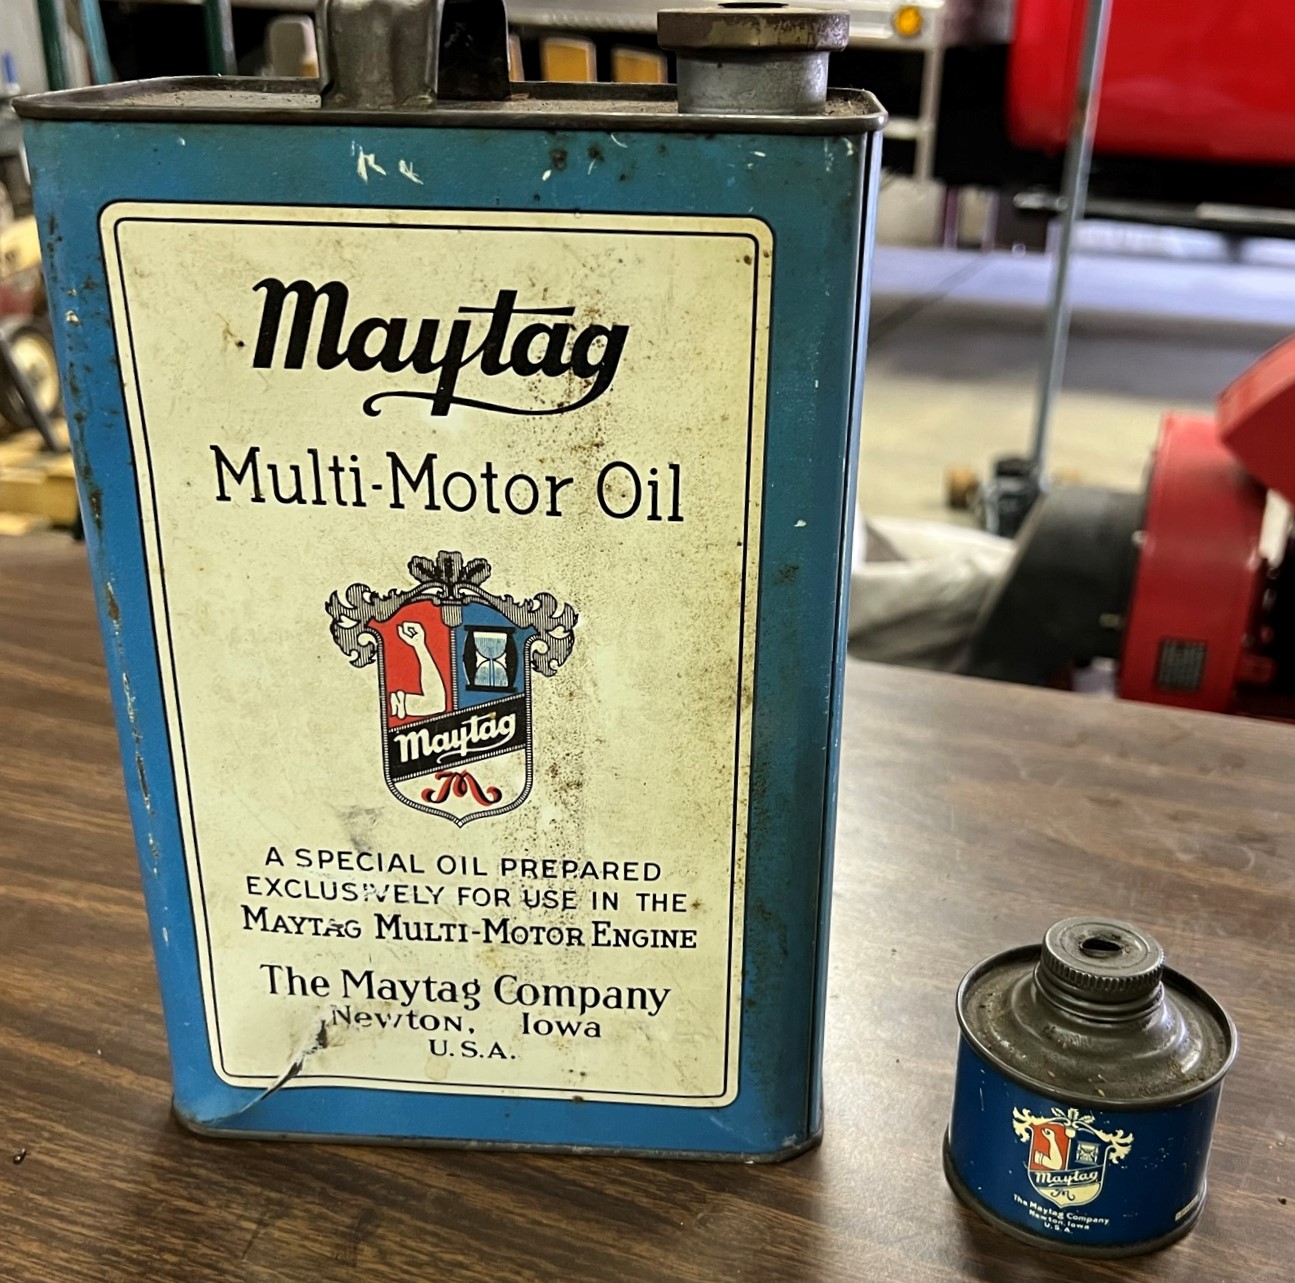 Maytag
Multi-Motor Oil
Maytag
M
A SPECIAL OIL PREPARED
EXCLUSIVELY FOR USE IN THE
MAYTAG MULTI-MOTOR ENGINE
The Maytag Company
Newton, Iowa
U.S.A.
Maytag
M
The Maytag Company
Newton, Iowa
U.S.A.